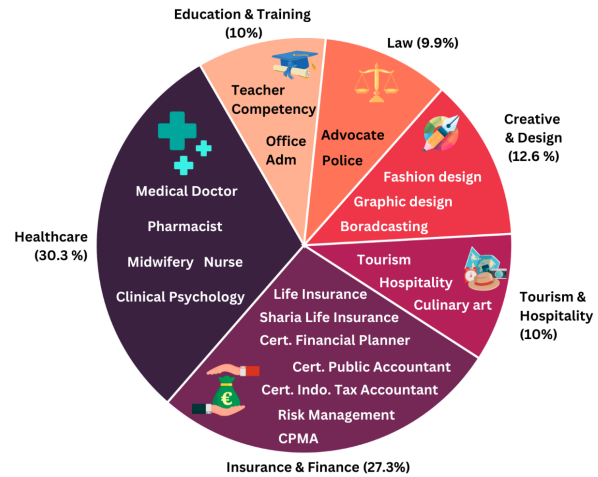 Education & Training
(10%)
Law (9.9%)
Teacher
Competency
Office
Adm
Advocate
Police
Creative
& Design
(12.6 %)
Fashion design
Graphic design
Boradcasting
Medical Doctor
Pharmacist
Midwifery Nurse
Clinical Psychology
Healthcare
(30.3 %)
Tourism
Hospitality
Culinary art
Tourism &
Hospitality
(10%)
Life Insurance
Sharia Life Insurance
Cert. Financial Planner
Cert. Public Accountant
Cert. Indo. Tax Accountant
Risk Management
CPMA
€
Insurance & Finance (27.3%)